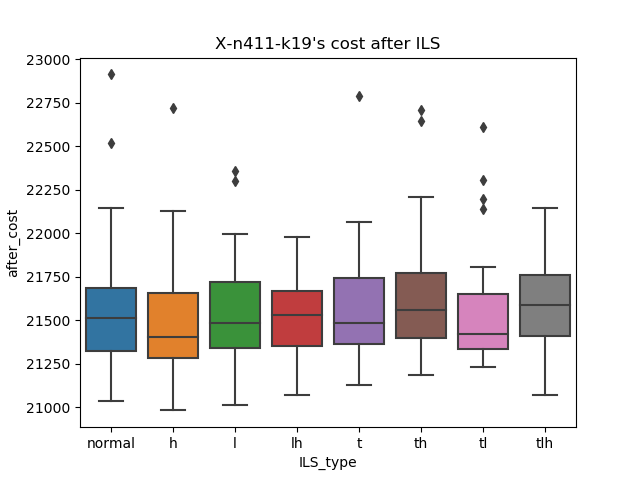 X-n411-k19's cost after ILS
after_cost
23000
22750
22500
22250
22000
21750
21500
21250
21000
normal h l lh t th tl tlh
ILS_type